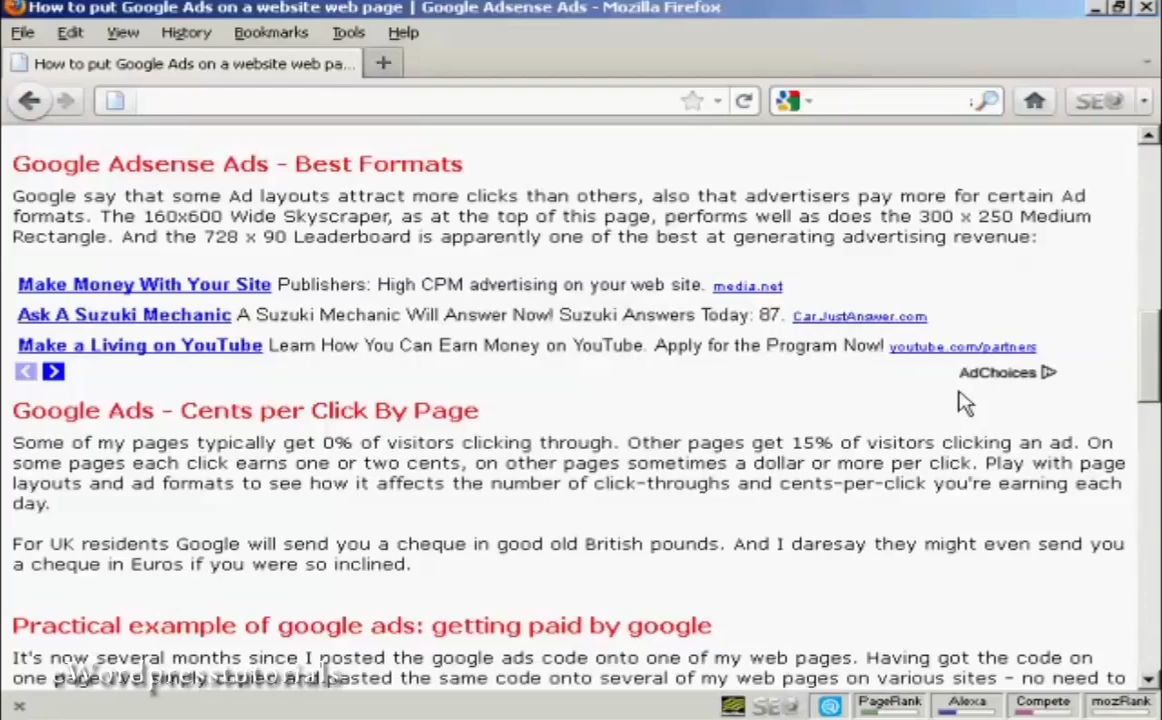 How to put Google Ads on a website web page | Google Adsense Ads - Mozilla Firefox
File Edit View History Bookmarks Tools Help
How to put Google Ads on a website web pa...
SEO
Google Adsense Ads - Best Formats
Google say that some Ad layouts attract more clicks than others, also that advertisers pay more for certain Ad
formats. The 160x600 Wide Skyscraper, as at the top of this page, performs well as does the 300 x 250 Medium
Rectangle. And the 728 x 90 Leaderboard is apparently one of the best at generating advertising revenue:
Make Money With Your Site Publishers: High CPM advertising on your web site. media.net
Ask A Suzuki Mechanic A Suzuki Mechanic Will Answer Now! Suzuki Answers Today: 87. Car.JustAnswer.com
Make a Living on YouTube Learn How You Can Earn Money on YouTube. Apply for the Program Now! youtube.com/partners
AdChoices
Google Ads - Cents per Click By Page
Some of my pages typically get 0% of visitors clicking through. Other pages get 15% of visitors clicking an ad. On
some pages each click earns one or two cents, on other pages sometimes a dollar or more per click. Play with page
layouts and ad formats to see how it affects the number of click-throughs and cents-per-click you're earning each
day.
For UK residents Google will send you a cheque in good old British pounds. And I daresay they might even send you
a cheque in Euros if you were so inclined.
Practical example of google ads: getting paid by google
It's now several months since I posted the google ads code onto one of my web pages. Having got the code on
one pasted the same code onto several of my web pages on various sites - no need to
eWordpresstutorials
SEO PageRank Alexa Compete mozRank